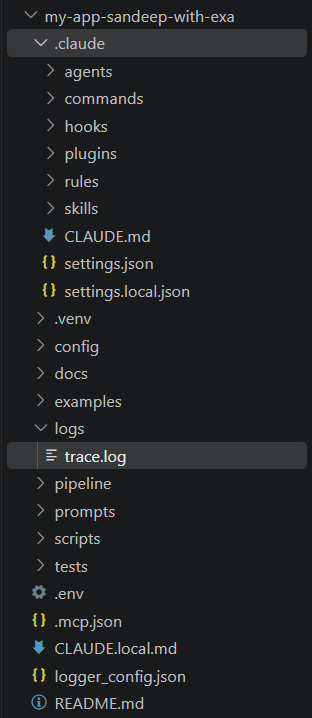 my-app-sandeep-with-exa
.claude
agents
commands
hooks
plugins
rules
skills
CLAUDE.md
settings.json
settings.local.json
.venv
config
docs
examples
logs
trace.log
pipeline
prompts
scripts
tests
.env
.mcp.json
CLAUDE.local.md
logger_config.json
README.md